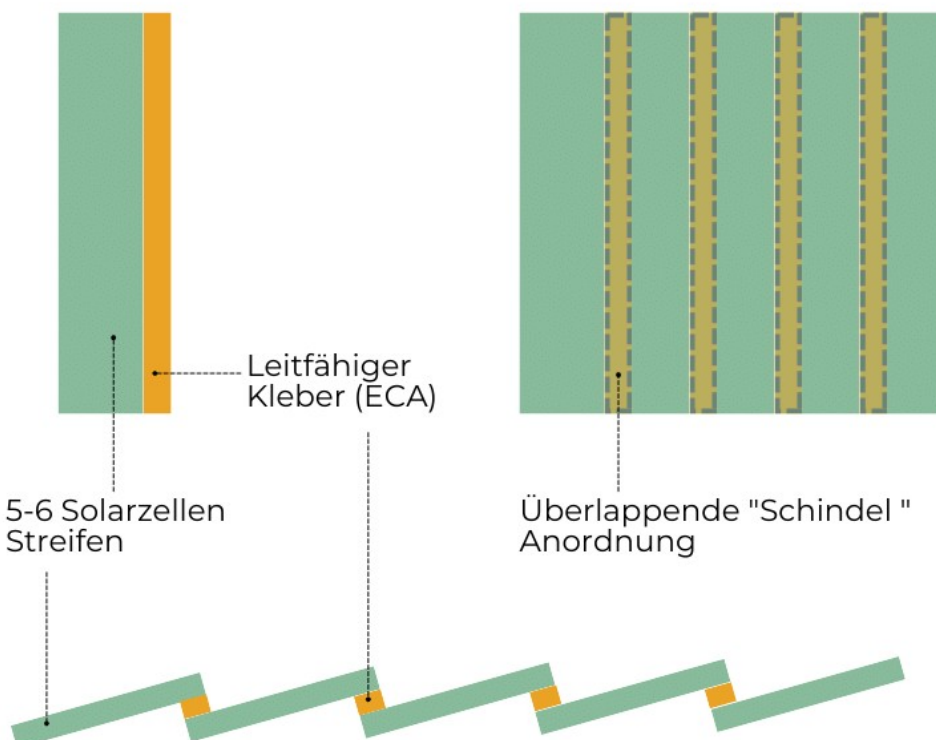 Leitfähiger
Kleber (ECA)
5-6 Solarzellen
Streifen
Überlappende "Schindel "
Anordnung